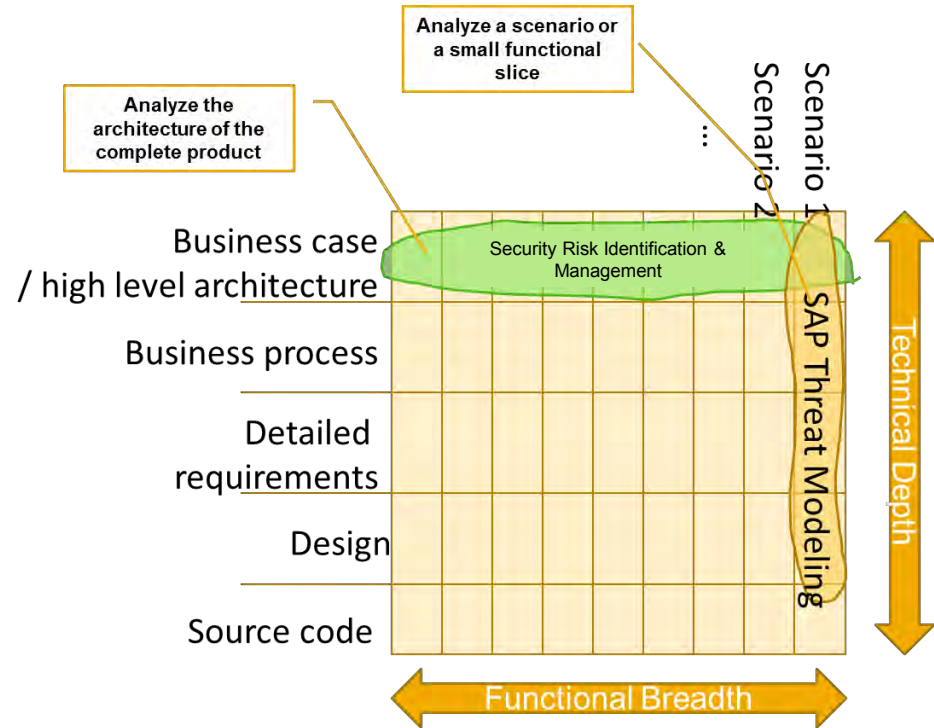 Analyze a scenario or
a small functional
slice
Analyze the
architecture of the
complete product
Scenario 1
Scenario 2
...
Business case
/ high level architecture
Security Risk Identification &
Management
Business process
Detailed
requirements
Design
Source code
SAP Threat Modeling
Technical Depth
Functional Breadth